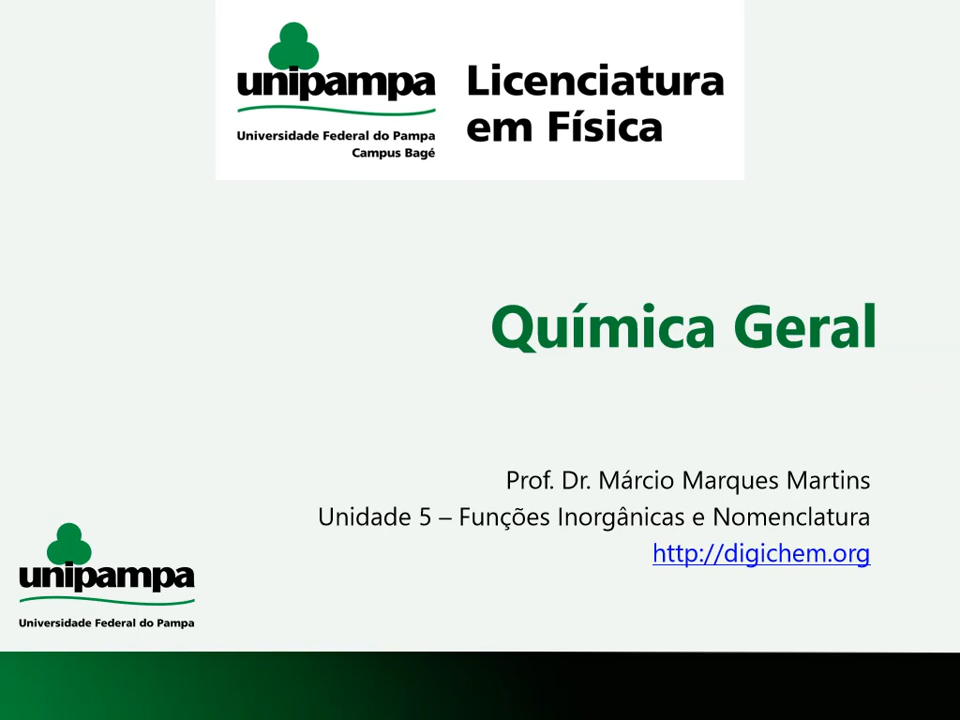 unipampa
Universidade Federal do Pampa
Campus Bagé
Licenciatura
em Física
Química Geral
Prof. Dr. Márcio Marques Martins
Unidade 5 – Funções Inorgânicas e Nomenclatura
http://digichem.org
unipampa
Universidade Federal do Pampa